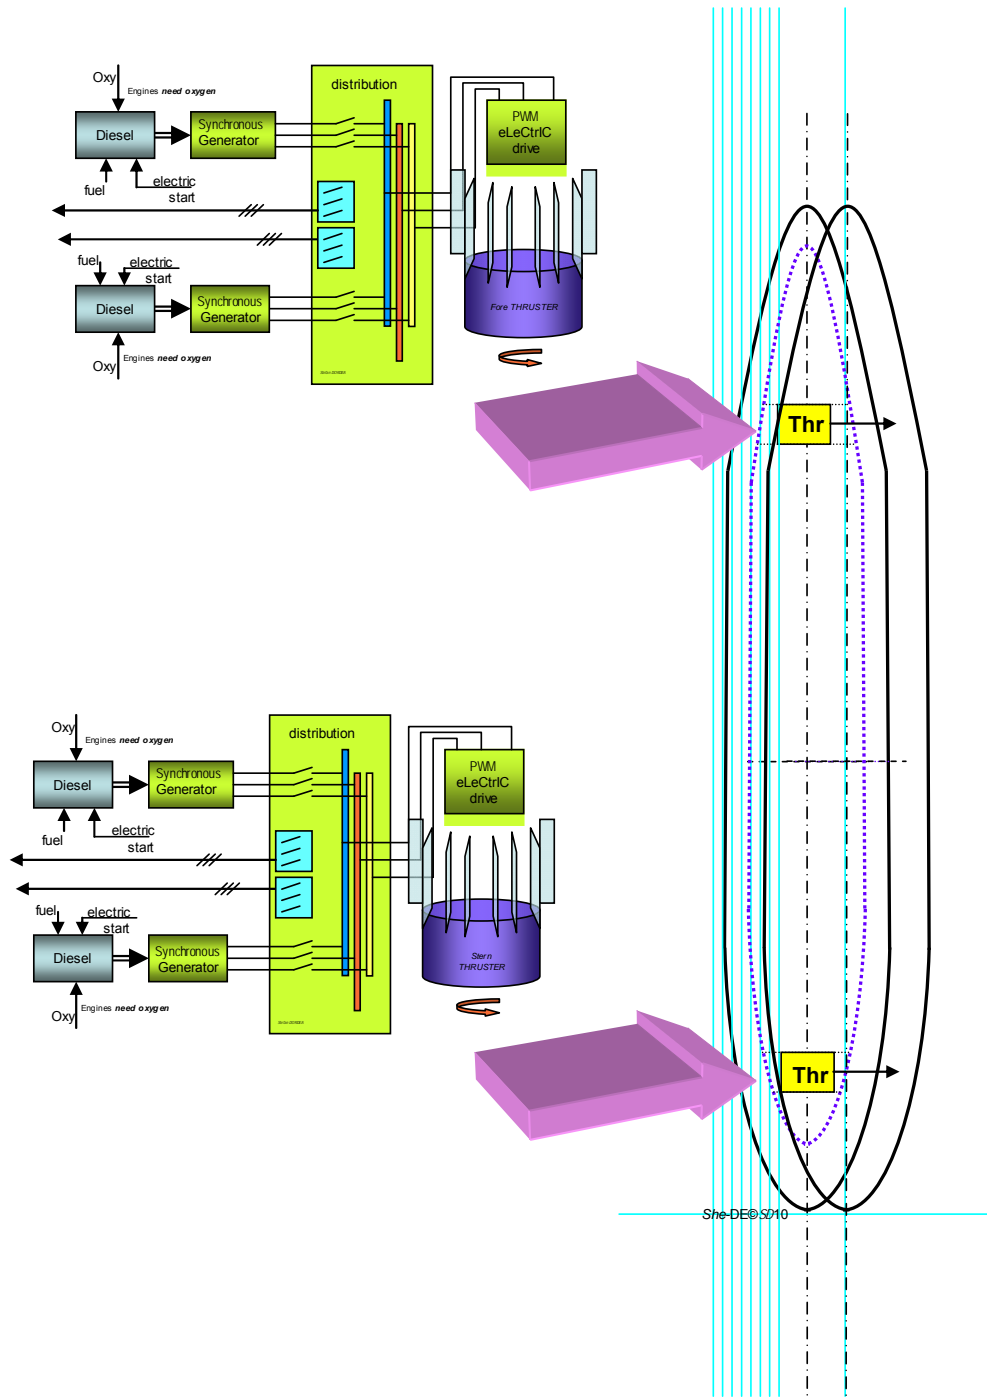 Oxy
Engines need oxygen
Diesel
Synchronous
Generator
fuel
electric
start
distribution
PWM
eLeCtrIC
drive
fuel
electric
start
Diesel
Synchronous
Generator
Oxy
Engines need oxygen
Fore THRUSTER
Thr
Oxy
Engines need oxygen
Diesel
Synchronous
Generator
fuel
electric
start
distribution
PWM
eLeCtrIC
drive
fuel
electric
start
Diesel
Synchronous
Generator
Oxy
Engines need oxygen
Stern
THRUSTER
Thr
She-DE©SD10